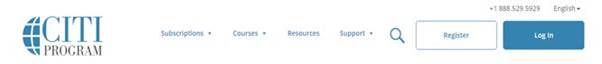 +1 888.529.5929 English
CITI PROGRAM Subscriptions Courses Resources Support Register Log In